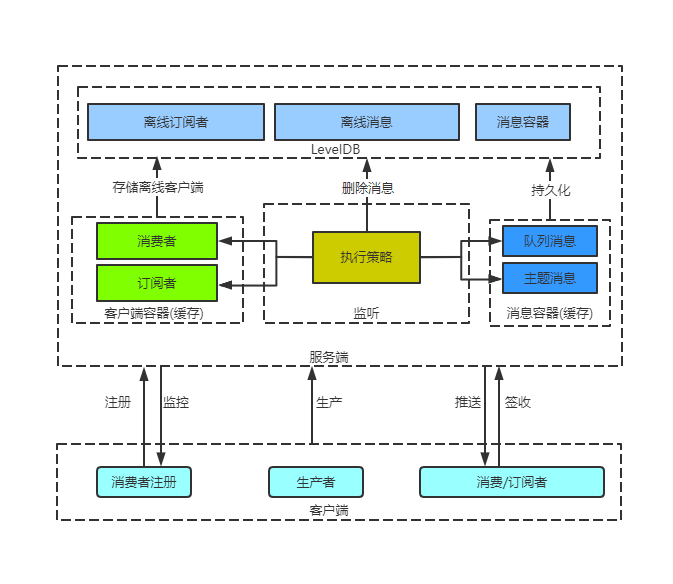 离线订阅者
离线消息
消息容器
LevelDB
存储离线客户端
删除消息
持久化
消费者
订阅者
客户端容器(缓存)
执行策略
监听
队列消息
主题消息
消息容器(缓存)
服务端
注册
监控
生产
推送
签收
消费者注册
生产者
消费/订阅者
客户端